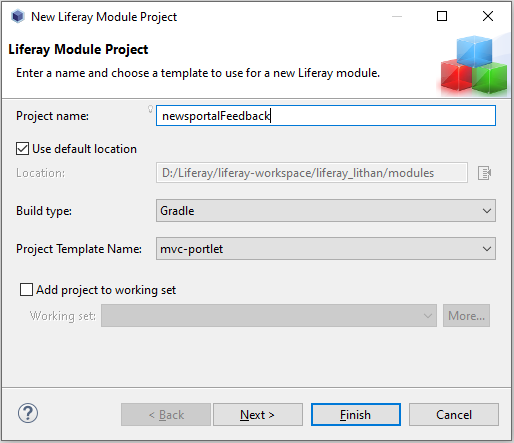 New Liferay Module Project
Liferay Module Project
Enter a name and choose a template to use for a new Liferay module.
Project name: newsportalFeedback
Use default location
Location: D:/Liferay/liferay-workspace/liferay_lithan/modules
Build type: Gradle
Project Template Name: mvc-portlet
Add project to working set
Working set: More...
? < Back Next > Finish Cancel